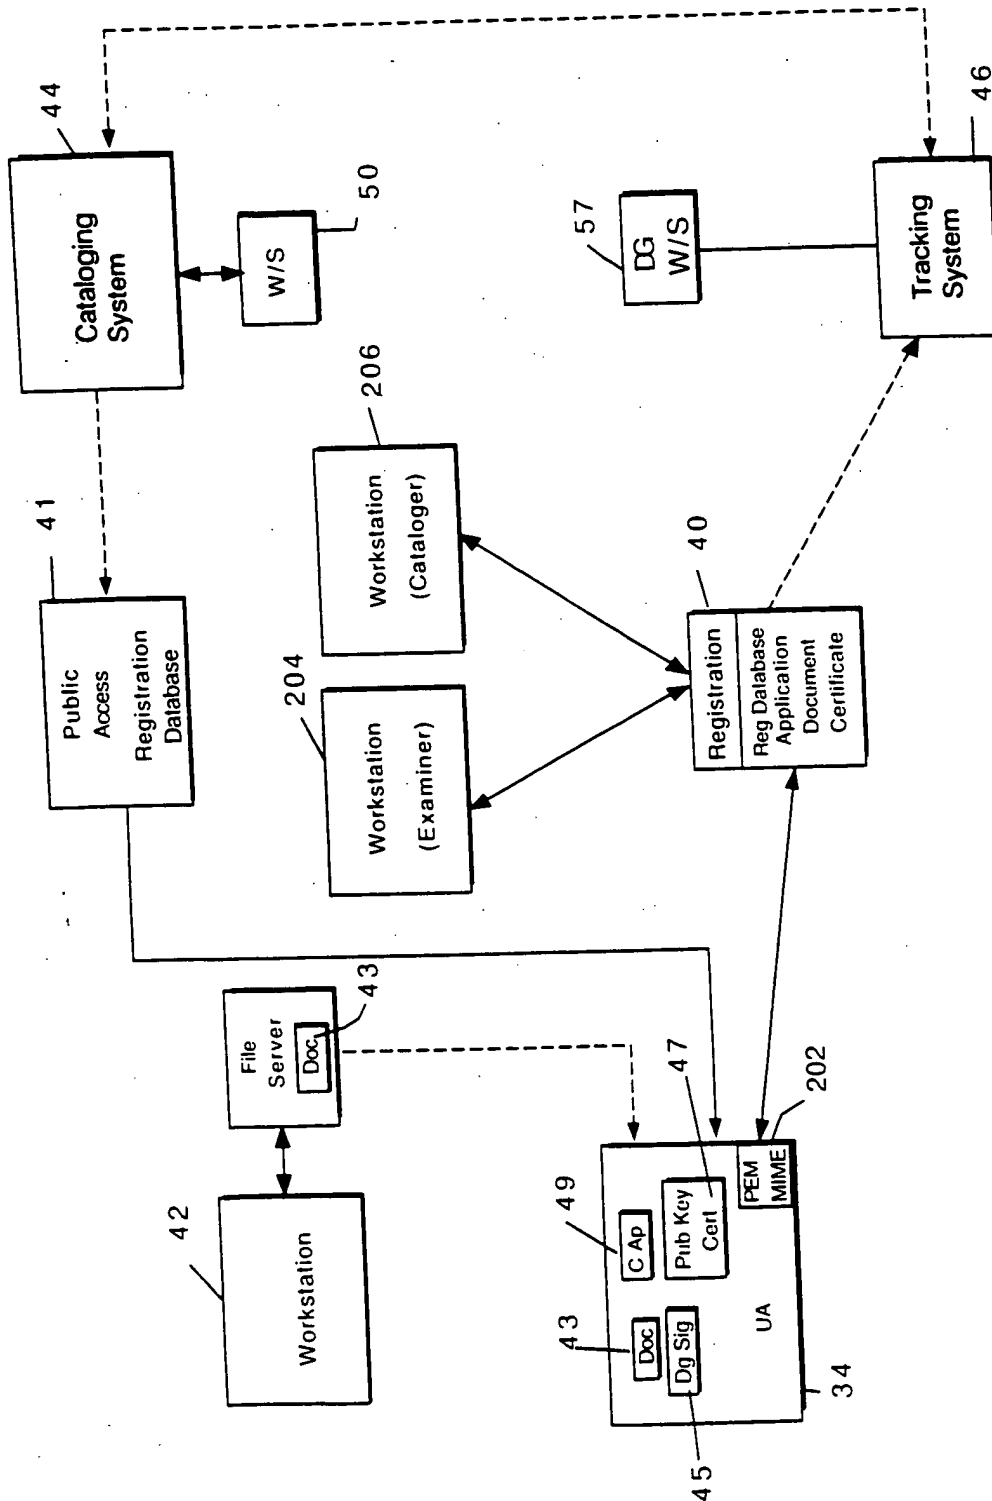 42
Workstation
File
Server
Doc
43
41
Public
Access
Registration
Database
44
Cataloging
System
W/S
50
204
Workstation
(Examiner)
Workstation
(Cataloger)
206
57
DG
W/S
43
Doc
49
C Ap
Dg Sig
45
Pub Key
Cert
47
UA
PEM
MIME
202
34
Registration
40
Reg Database
Application
Document
Certificate
Tracking
System
46